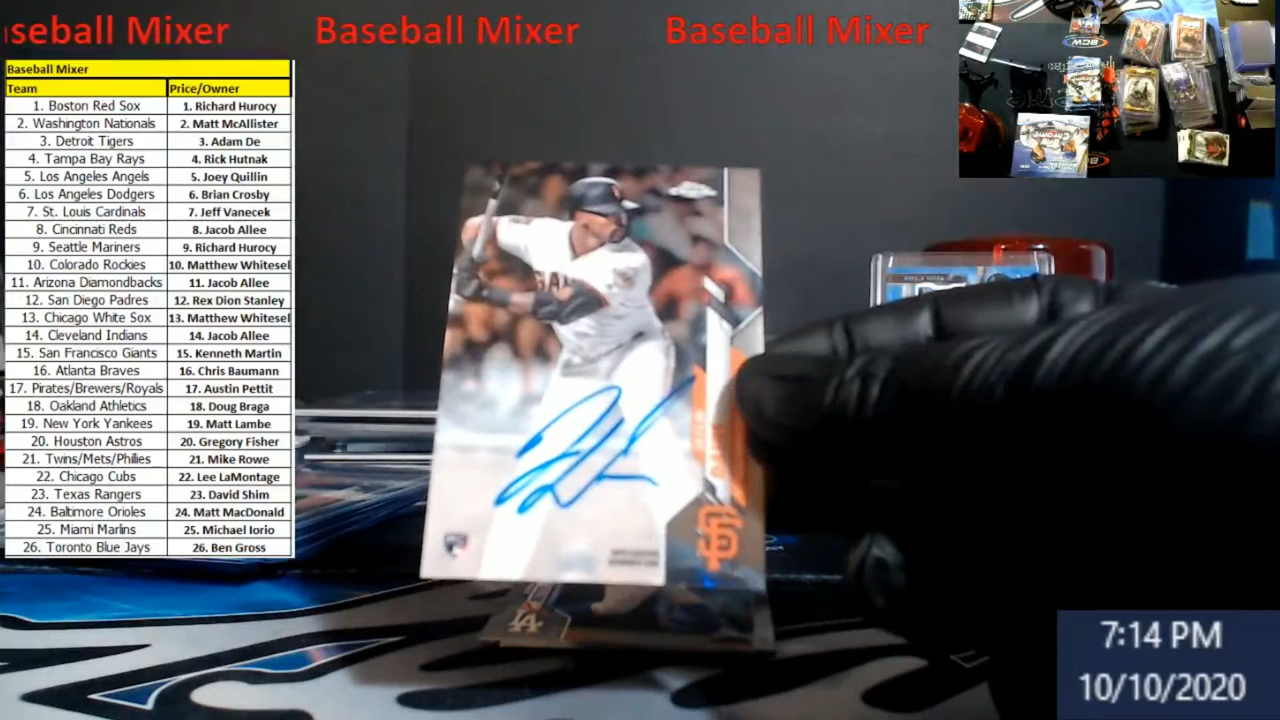 seball Mixer Baseball Mixer Baseball Mixer
Baseball Mixer
Team Price/Owner
1. Boston Red Sox 1. Richard Hurocy
2. Washington Nationals 2. Matt McAllister
3. Detroit Tigers 3. Adam De
4. Tampa Bay Rays 4. Rick Hutnak
5. Los Angeles Angels 5. Joey Quillin
6. Los Angeles Dodgers 6. Brian Crosby
7. St. Louis Cardinals 7. Jeff Vanecek
8. Cincinnati Reds 8. Jacob Allee
9. Seattle Mariners 9. Richard Hurocy
10. Colorado Rockies 10. Matthew Whitesel
11. Arizona Diamondbacks 11. Jacob Allee
12. San Diego Padres 12. Rex Dion Stanley
13. Chicago White Sox 13. Matthew Whitesel
14. Cleveland Indians 14. Jacob Allee
15. San Francisco Giants 15. Kenneth Martin
16. Atlanta Braves 16. Chris Baumann
17. Pirates/Brewers/Royals 17. Austin Pettit
18. Oakland Athletics 18. Doug Braga
19. New York Yankees 19. Matt Lambe
20. Houston Astros 20. Gregory Fisher
21. Twins/Mets/Phillies 21. Mike Rowe
22. Chicago Cubs 22. Lee LaMontage
23. Texas Rangers 23. David Shim
24. Baltimore Orioles 24. Matt MacDonald
25. Miami Marlins 25. Michael Iorio
26. Toronto Blue Jays 26. Ben Gross
SF
LA
BCW
Chrome
7:14 PM
10/10/2020